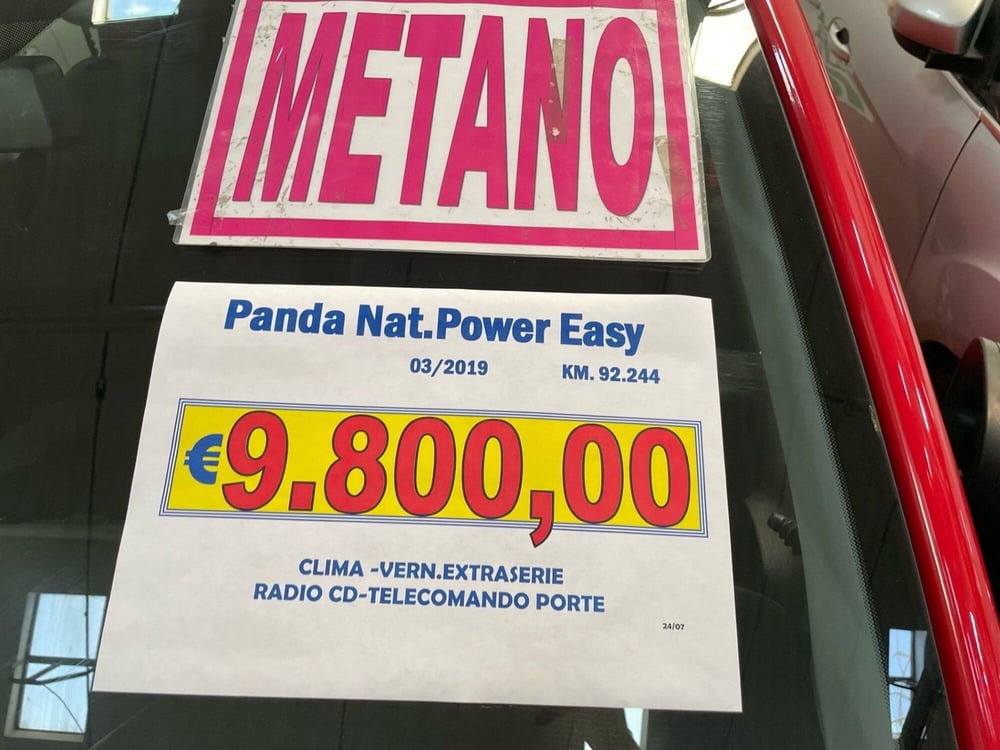 METANO
Panda Nat.Power Easy
03/2019 KM. 92.244
€9.800,00
CLIMA -VERN.EXTRASERIE
RADIO CD-TELECOMANDO PORTE
24/07